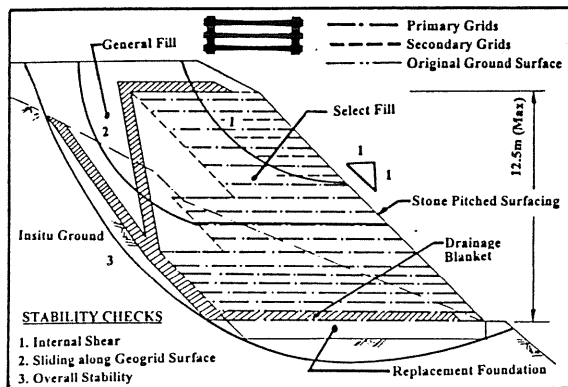 General Fill
Primary Grids
Secondary Grids
Original Ground Surface
1
2
Select Fill
1
1
12.5m (Max)
Stone Pitched Surfacing
Insitu Ground
3
Drainage
Blanket
STABILITY CHECKS
1. Internal Shear
2. Sliding along Geogrid Surface
3. Overall Stability
Replacement Foundation